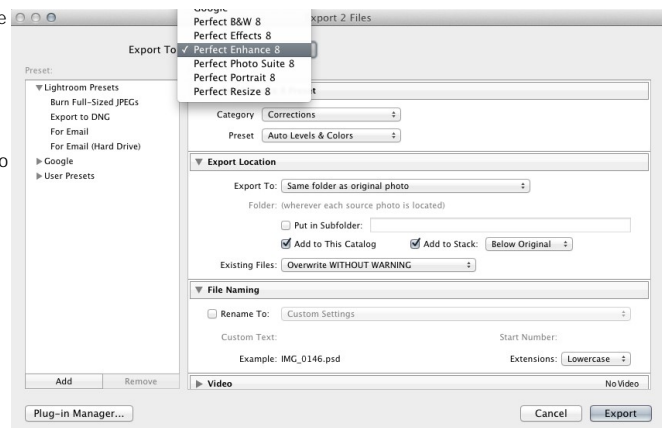 Google
xport 2 Files
Perfect B&W 8
Perfect Effects 8
Export To
✓ Perfect Enhance 8
Perfect Photo Suite 8
Perfect Portrait 8
Perfect Resize 8
Preset:
▼ Lightroom Presets
Burn Full-Sized JPEGs
Export to DNG
For Email
For Email (Hard Drive)
▶ Google
▶ User Presets
Add Remove
Category Corrections
Preset Auto Levels & Colors
▼ Export Location
Export To: Same folder as original photo
Folder: (wherever each source photo is located)
Put in Subfolder:
Add to This Catalog Add to Stack: Below Original
Existing Files: Overwrite WITHOUT WARNING
▼ File Naming
Rename To: Custom Settings
Custom Text: Start Number:
Example: IMG_0146.psd Extensions: Lowercase
▶ Video No Video
Plug-in Manager... Cancel Export